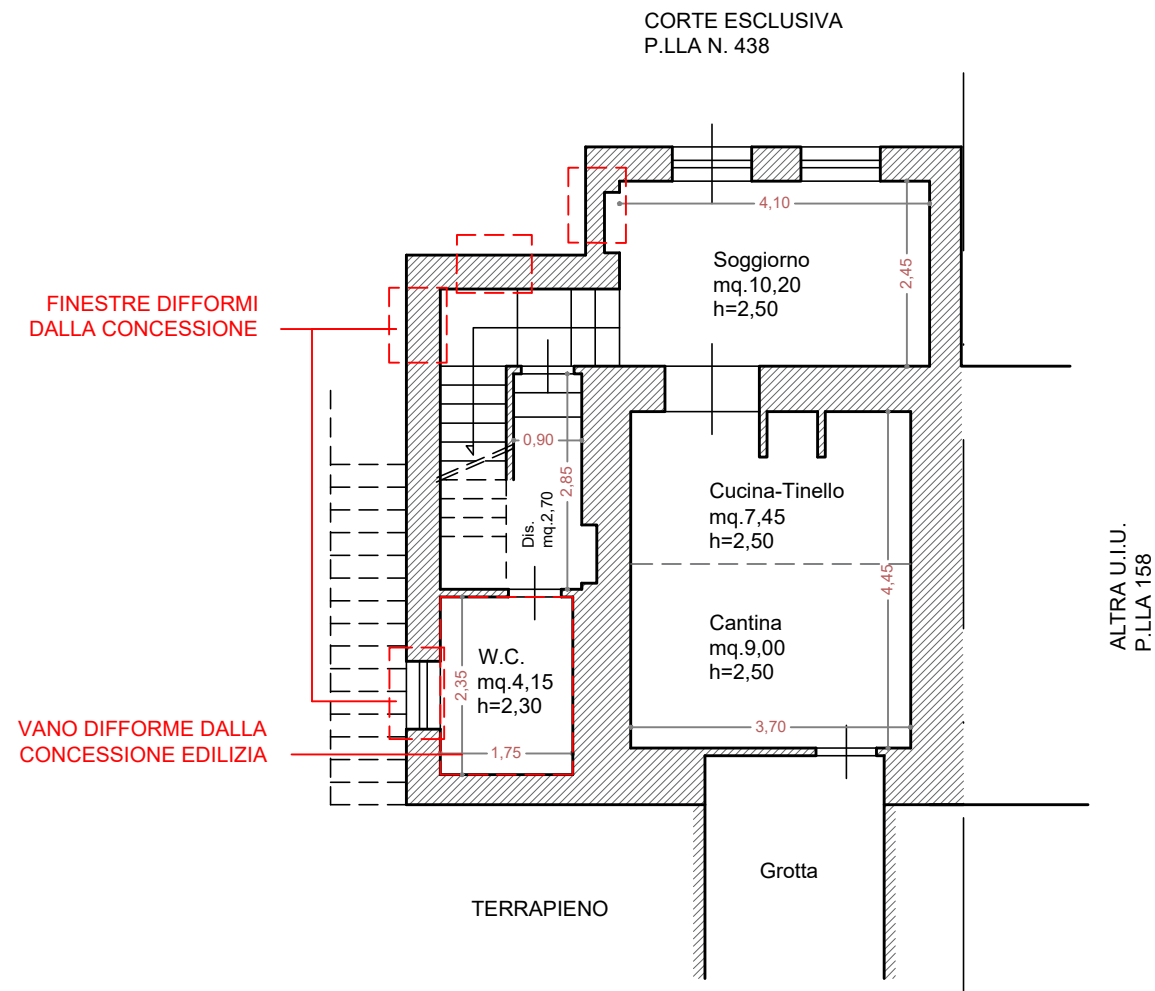 CORTE ESCLUSIVA
P.LLA N. 438
4,10
Soggiorno
mq.10,20
h=2,50
2,45
FINESTRE DIFFORMI
DALLA CONCESSIONE
0,90
2,85
Dis.
mq.2,70
Cucina-Tinello
mq.7,45
h=2,50
4,45
ALTRA U.I.U.
P.LLA 158
Cantina
mq.9,00
h=2,50
3,70
W.C.
mq.4,15
h=2,30
2,35
1,75
VANO DIFFORME DALLA
CONCESSIONE EDILIZIA
Grotta
TERRAPIENO